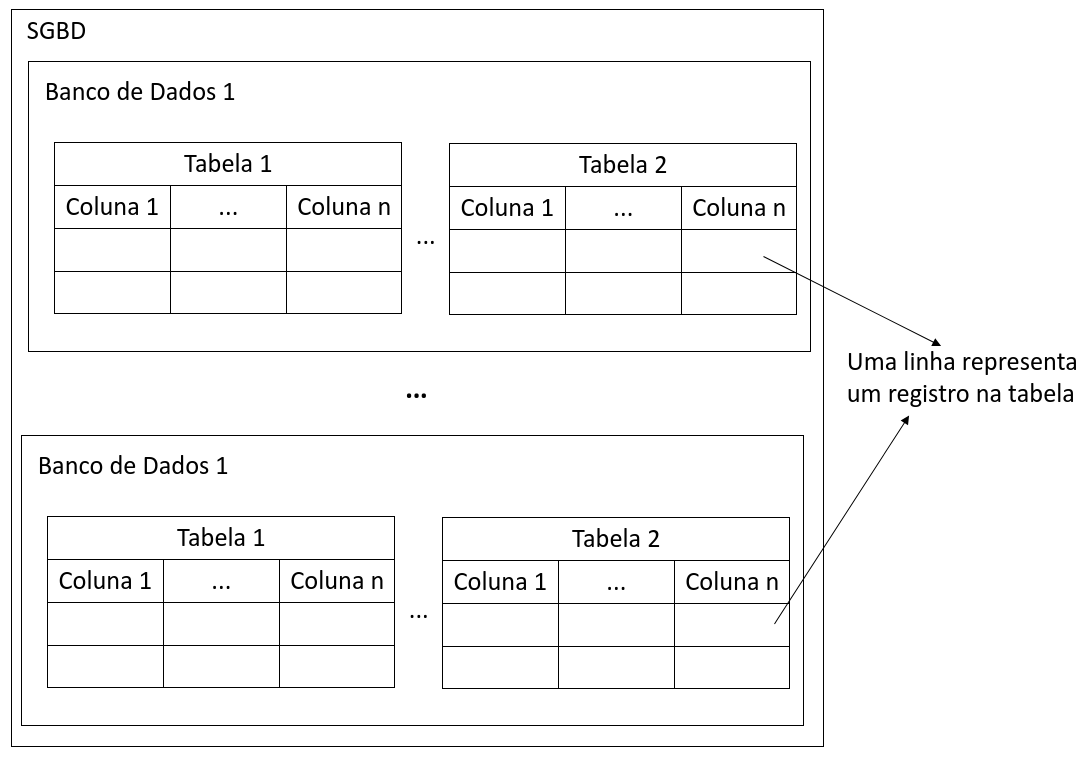 SGBD
Banco de Dados 1
Tabela 1
Tabela 2
Coluna 1 ... Coluna n
...
Coluna 1 ... Coluna n
Uma linha representa
um registro na tabela
...
Banco de Dados 1
Tabela 1
Tabela 2
Coluna 1 ... Coluna n
...
Coluna 1 ... Coluna n